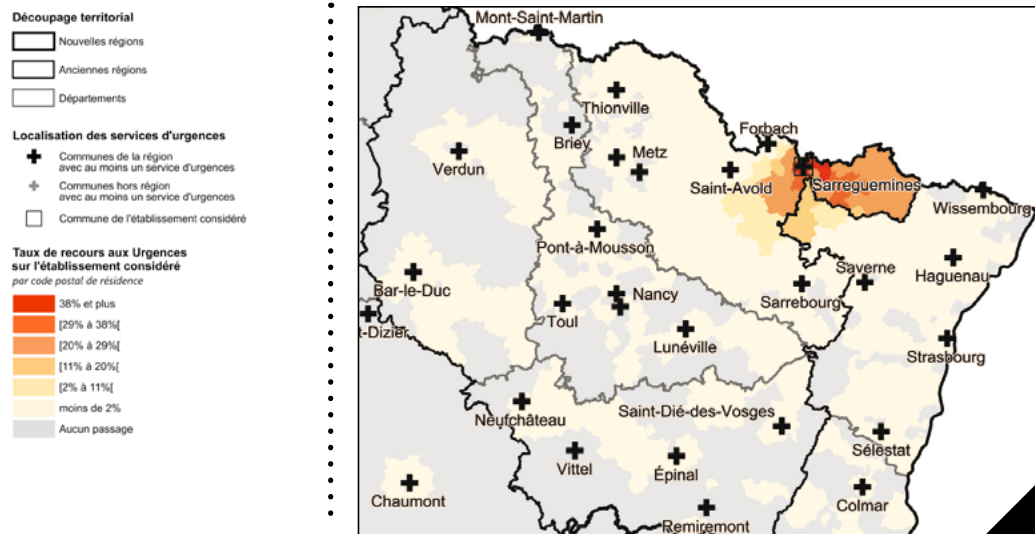 Découpage territorial
Nouvelles régions
Anciennes régions
Départements
Localisation des services d'urgences
Communes de la région
avec au moins un service d'urgences
Communes hors région
avec au moins un service d'urgences
Commune de l'établissement considéré
Taux de recours aux Urgences
sur l'établissement considéré
par code postal de résidence
38% et plus
[29% à 38%[
[20% à 29%[
[11% à 20%[
[2% à 11%[
moins de 2%
Aucun passage
Mont-Saint-Martin
Thionville
Forbach
Briey
Metz
Verdun
Saint-Avold
Sarreguemines
Wissembourg
Pont-à-Mousson
Saverne
Haguenau
Bar-le-Duc
Nancy
Sarrebourg
t-Dizier
Toul
Lunéville
Strasbourg
Neufchâteau
Saint-Dié-des-Vosges
Sélestat
Vittel
Épinal
Chaumont
Colmar
Remiremont